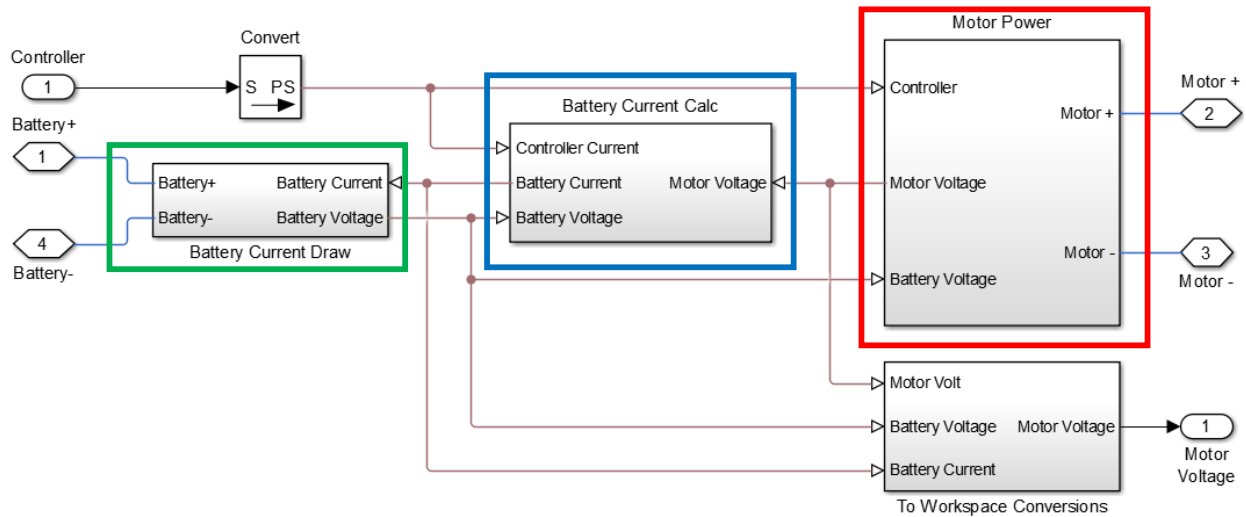 Controller
1
Convert
S PS
Battery+
1
4
Battery-
Battery+
Battery-
Battery Current
Battery Voltage
Battery Current Draw
Battery Current Calc
Controller Current
Battery Current
Battery Voltage
Motor Voltage
Motor Power
Controller
Motor Voltage
Battery Voltage
Motor +
Motor -
Motor +
2
3
Motor -
Motor Volt
Battery Voltage
Battery Current
Motor Voltage
To Workspace Conversions
1
Motor
Voltage